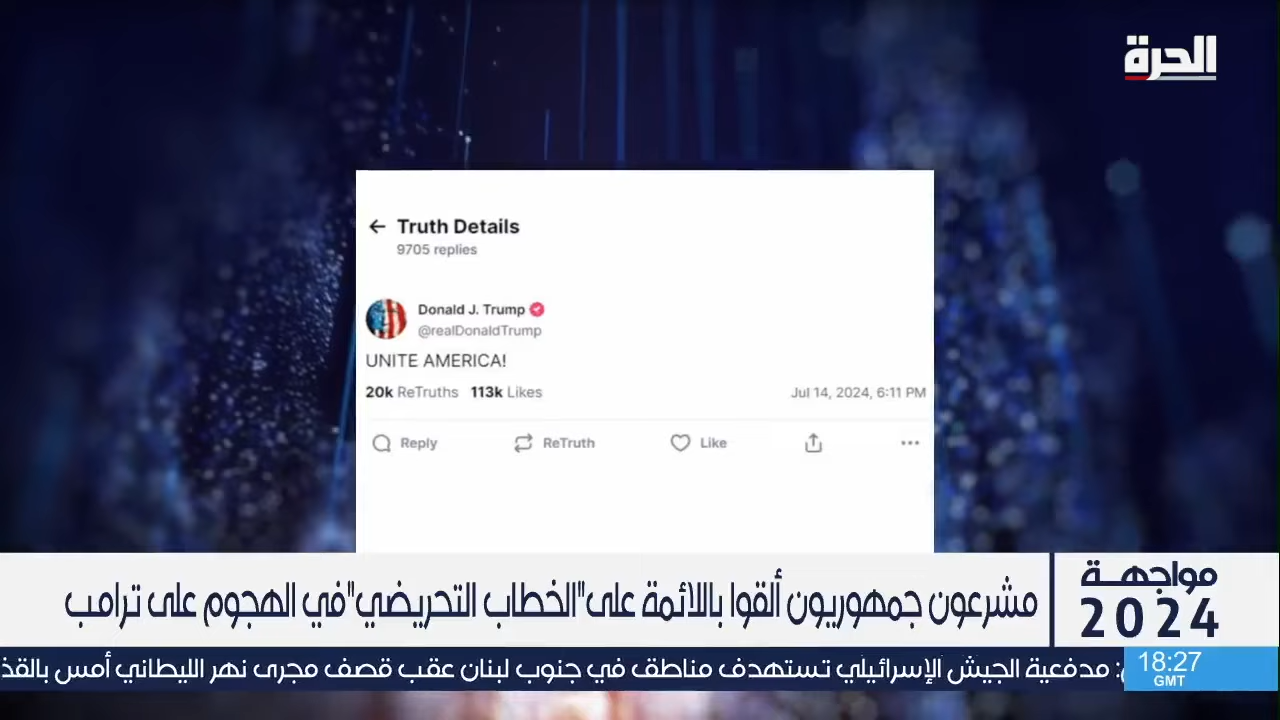 الحرة
Truth Details
9705 replies
Donald J. Trump
@realDonaldTrump
UNITE AMERICA!
20k ReTruths 113k Likes
Jul 14, 2024, 6:11 PM
Reply ReTruth Like
مواجهة
2024
مشرعون جمهوريون ألقوا باللائمة على"الخطاب التحريضي"في الهجوم على ترامب
: مدفعية الجيش الإسرائيلي تستهدف مناطق في جنوب لبنان عقب قصف مجرى نهر الليطاني أمس
18:27
GMT